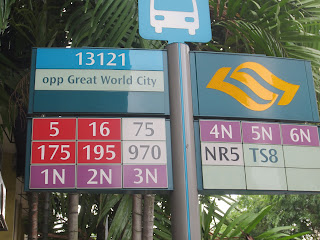 13121
opp Great World City
5 16 75
175 195 970
1N 2N 3N
4N 5N 6N
NR5 TS8